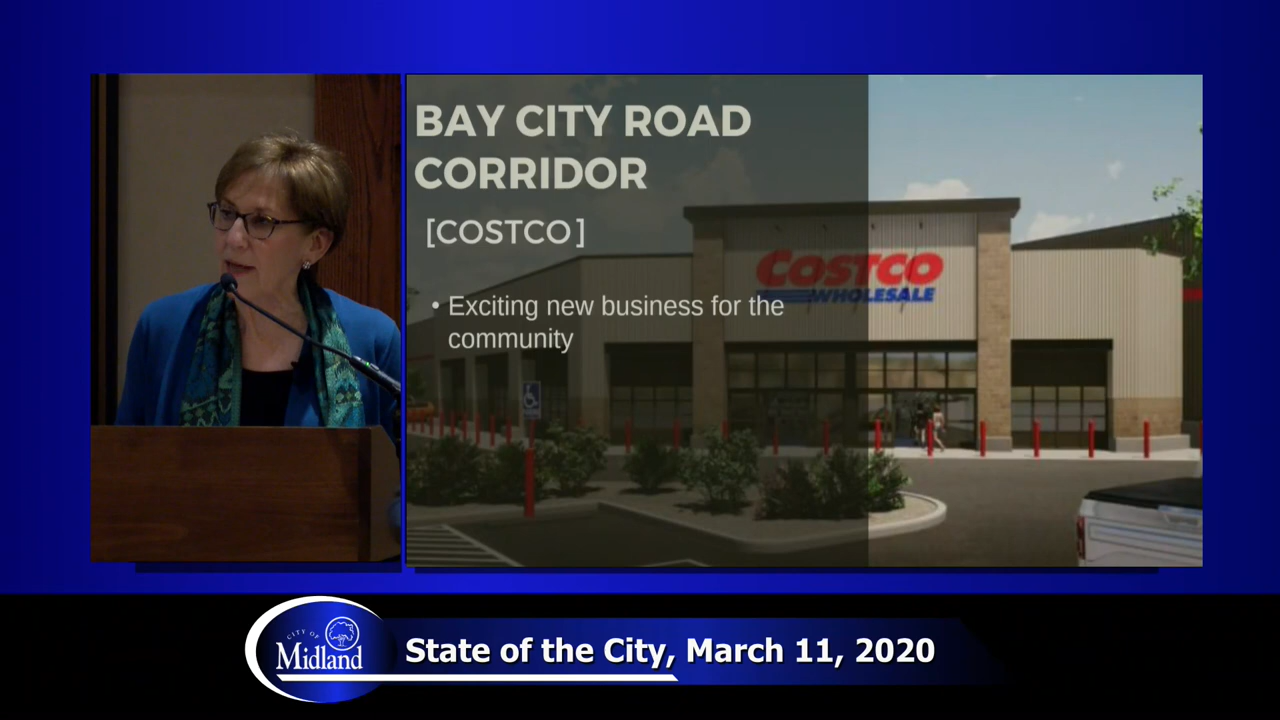 BAY CITY ROAD
CORRIDOR
[COSTCO]
• Exciting new business for the
community
COSTCO
WHOLESALE
CITY OF
Midland
State of the City, March 11, 2020